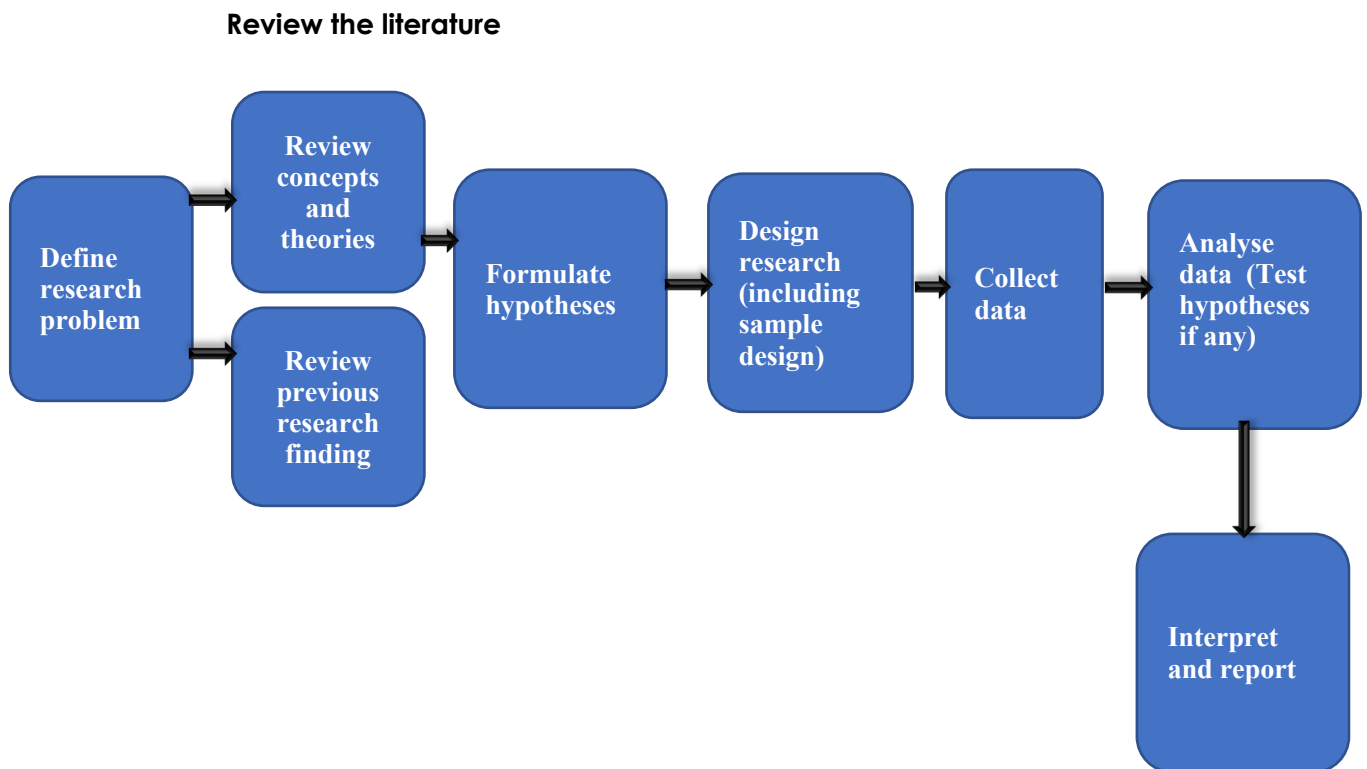 Review the literature
Review
concepts
and
theories
Define
research
problem
Review
previous
research
finding
Formulate
hypotheses
Design
research
(including
sample
design)
Collect
data
Analyse
data (Test
hypotheses
if any)
Interpret
and report